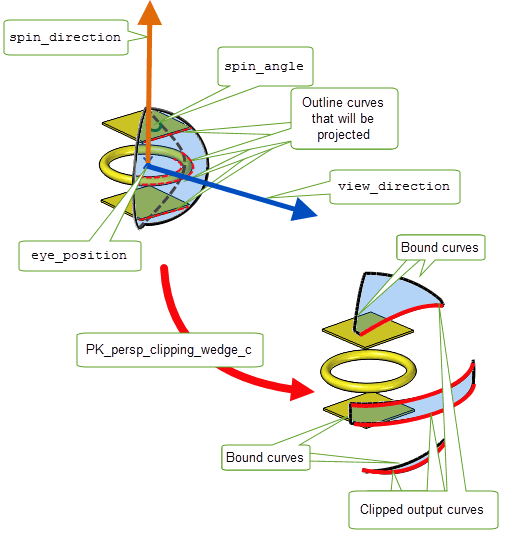 spin_direction
spin_angle
Outline curves
that will be
projected
view_direction
eye_position
Bound curves
PK_persp_clipping_wedge_c
Bound curves
Clipped output curves